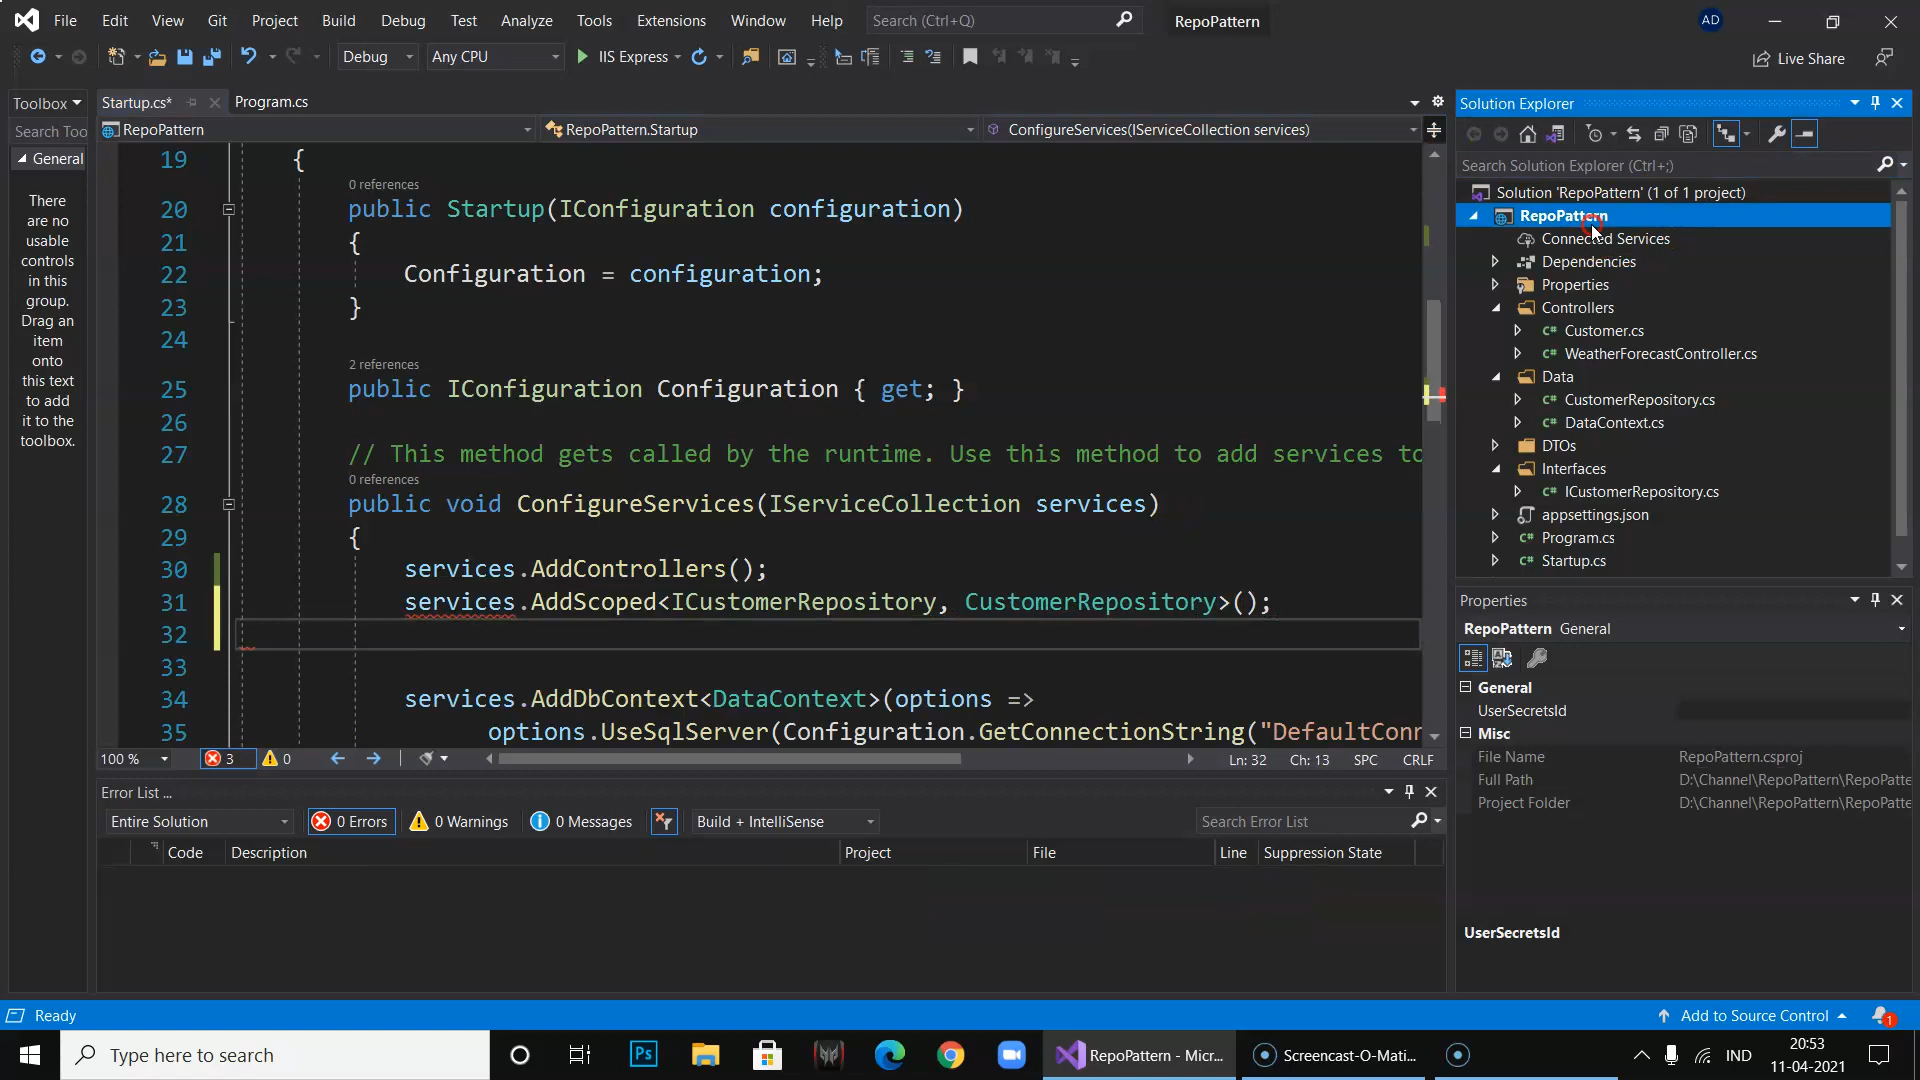 File Edit View Git Project Build Debug Test Analyze Tools Extensions Window Help Search (Ctrl+Q) RepoPattern AD
Debug Any CPU IIS Express Live Share
Toolbox Startup.cs* Program.cs
Search Too RepoPattern RepoPattern.Startup ConfigureServices(IServiceCollection services)
General
There
are no
usable
controls
in this
group.
Drag an
item
onto
this text
to add
it to the
toolbox.
19 {
0 references
20 public Startup(IConfiguration configuration)
21 {
22 Configuration = configuration;
23 }
24
2 references
25 public IConfiguration Configuration { get; }
26
27 // This method gets called by the runtime. Use this method to add services to
0 references
28 public void ConfigureServices(IServiceCollection services)
29 {
30 services.AddControllers();
31 services.AddScoped<ICustomerRepository, CustomerRepository>();
32
33
34 services.AddDbContext<DataContext>(options =>
35 options.UseSqlServer(Configuration.GetConnectionString("DefaultConr
100 % 3 0 Ln: 32 Ch: 13 SPC CRLF
Error List ...
Entire Solution 0 Errors 0 Warnings 0 Messages Build + IntelliSense Search Error List
Code Description Project File Line Suppression State
Solution Explorer
Search Solution Explorer (Ctrl+;)
Solution 'RepoPattern' (1 of 1 project)
RepoPattern
Connected Services
Dependencies
Properties
Controllers
C# Customer.cs
C# WeatherForecastController.cs
Data
C# CustomerRepository.cs
C# DataContext.cs
DTOs
Interfaces
C# ICustomerRepository.cs
appsettings.json
C# Program.cs
C# Startup.cs
Properties
RepoPattern General
General
UserSecretsId
Misc
File Name RepoPattern.csproj
Full Path D:\Channel\RepoPattern\RepoPatte
Project Folder D:\Channel\RepoPattern\RepoPatte
UserSecretsId
Ready Add to Source Control 1
Type here to search Ps RepoPattern - Micr... Screencast-O-Mati... IND 20:53
11-04-2021